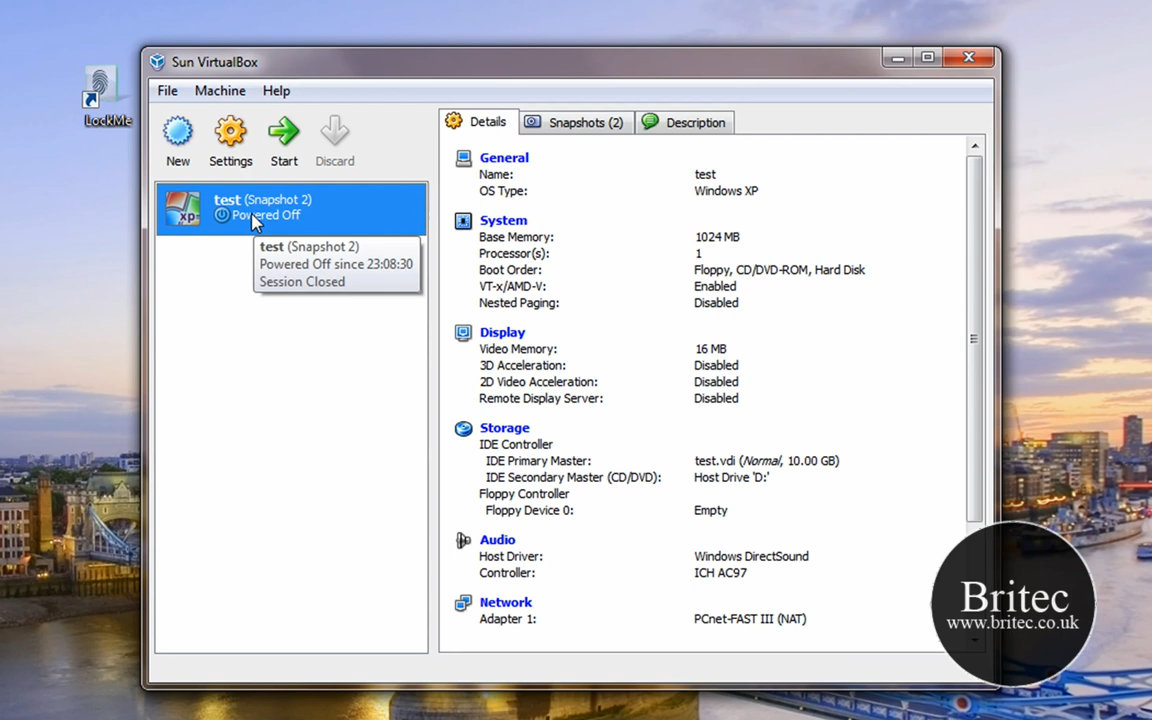 LockMe
Sun VirtualBox
File Machine Help
New Settings Start Discard
Details Snapshots (2) Description
test (Snapshot 2)
Powered Off
test (Snapshot 2)
Powered Off since 23:08:30
Session Closed
General
Name: test
OS Type: Windows XP
System
Base Memory: 1024 MB
Processor(s): 1
Boot Order: Floppy, CD/DVD-ROM, Hard Disk
VT-x/AMD-V: Enabled
Nested Paging: Disabled
Display
Video Memory: 16 MB
3D Acceleration: Disabled
2D Video Acceleration: Disabled
Remote Display Server: Disabled
Storage
IDE Controller
IDE Primary Master: test.vdi (Normal, 10.00 GB)
IDE Secondary Master (CD/DVD): Host Drive 'D:'
Floppy Controller
Floppy Device 0: Empty
Audio
Host Driver: Windows DirectSound
Controller: ICH AC97
Network
Adapter 1: PCnet-FAST III (NAT)
xp
Britec
www.britec.co.uk